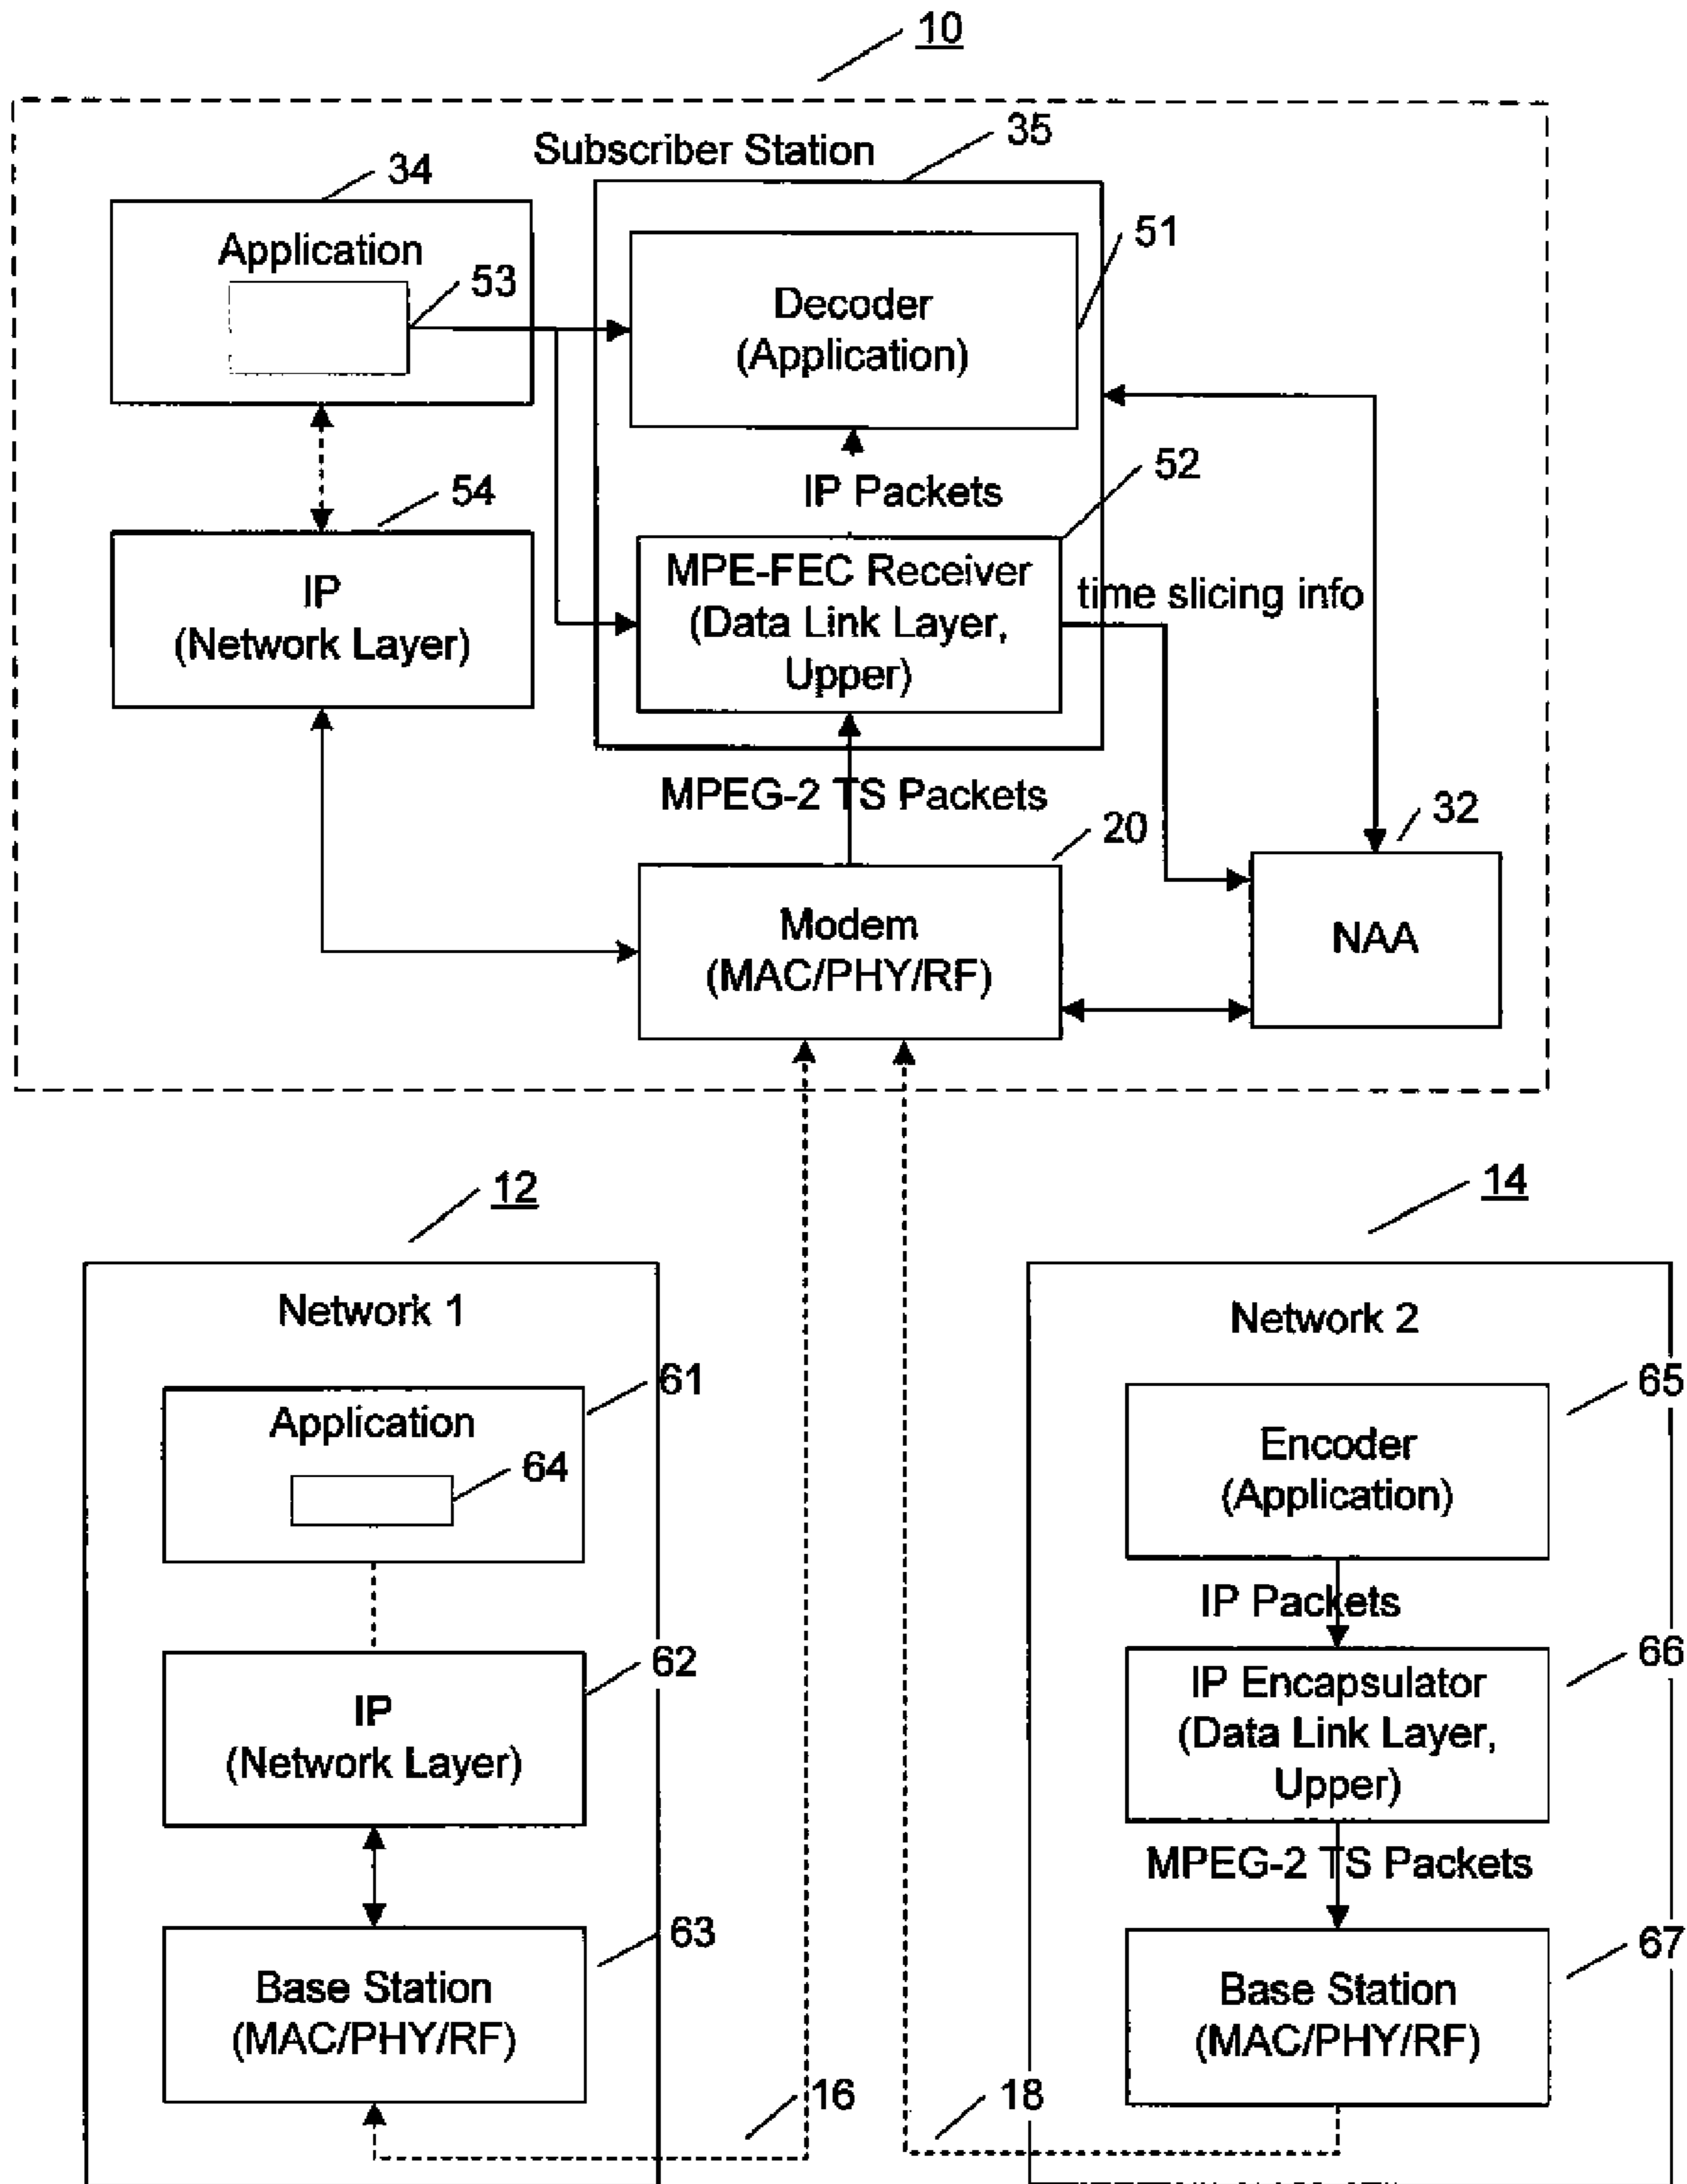 10
Subscriber Station
35
34
Application
53
51
Decoder
(Application)
54
IP Packets
52
IP
(Network Layer)
MPE-FEC Receiver
(Data Link Layer,
Upper)
time slicing info
MPEG-2 TS Packets
20
32
Modem
(MAC/PHY/RF)
NAA
12
Network 1
61
Application
64
62
IP
(Network Layer)
63
Base Station
(MAC/PHY/RF)
16
14
Network 2
65
Encoder
(Application)
IP Packets
66
IP Encapsulator
(Data Link Layer,
Upper)
MPEG-2 TS Packets
67
Base Station
(MAC/PHY/RF)
18